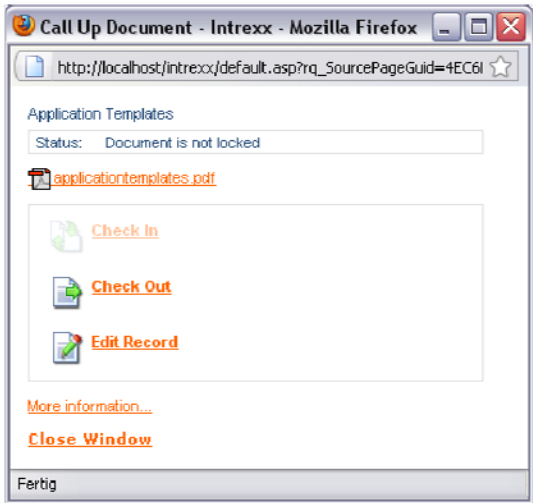 Call Up Document - Intrexx - Mozilla Firefox
http://localhost/intrexx/default.asp?rq_SourcePageGuid=4EC6
Application Templates
Status: Document is not locked
applicationtemplates.pdf
Check In
Check Out
Edit Record
More information...
Close Window
Fertig